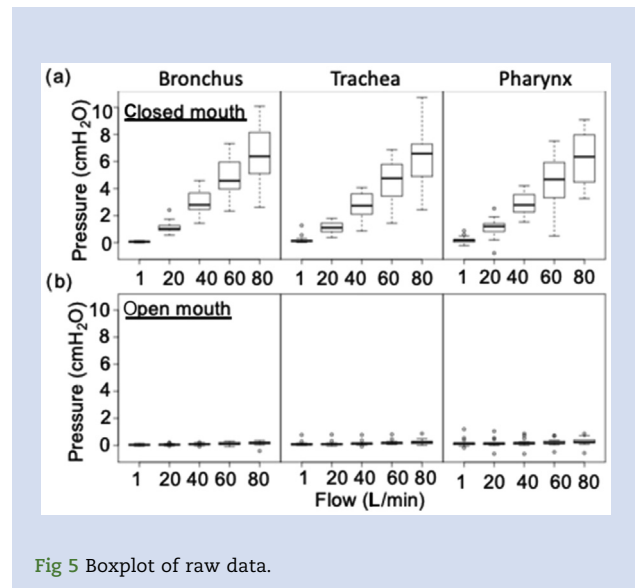 (a) Bronchus Trachea Pharynx
Closed mouth
Pressure (cmH2O)
10
8
6
4
2
0
1 20 40 60 80 1 20 40 60 80 1 20 40 60 80
(b)
Open mouth
Pressure (cmH2O)
10
8
6
4
2
0
1 20 40 60 80 1 20 40 60 80 1 20 40 60 80
Flow (L/min)
Fig 5 Boxplot of raw data.